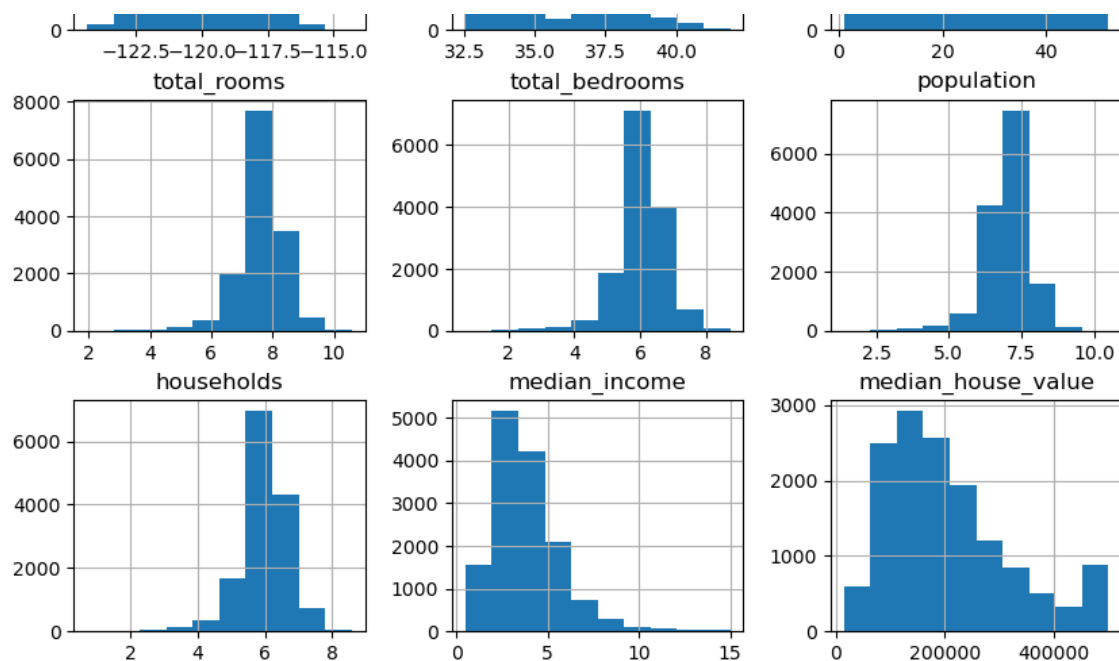 0 0 0
−122.5 −120.0 −117.5 −115.0 32.5 35.0 37.5 40.0 0 20 40
total_rooms total_bedrooms population
8000
6000 6000 6000
4000 4000 4000
2000 2000 2000
0 0 0
2 4 6 8 10 2 4 6 8 2.5 5.0 7.5 10.0
households median_income median_house_value
6000 5000 3000
4000 4000 2000
3000
2000 2000 1000
1000
0 0 0
2 4 6 8 0 5 10 15 0 200000 400000